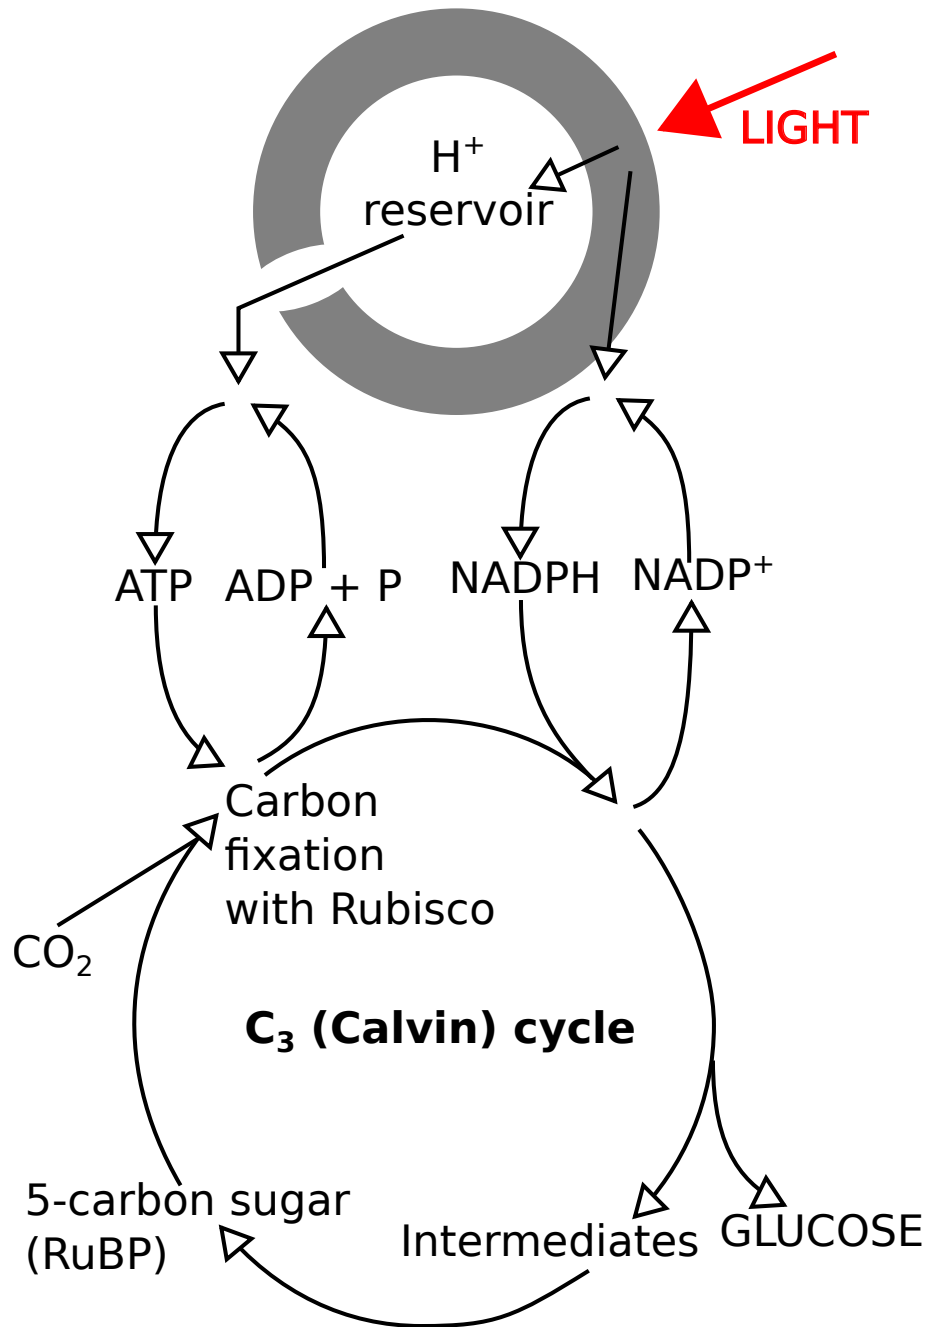 LIGHT
H⁺
reservoir
ATP
ADP + P
NADPH
NADP⁺
Carbon
fixation
with Rubisco
CO₂
C₃ (Calvin) cycle
5-carbon sugar
(RuBP)
Intermediates
GLUCOSE